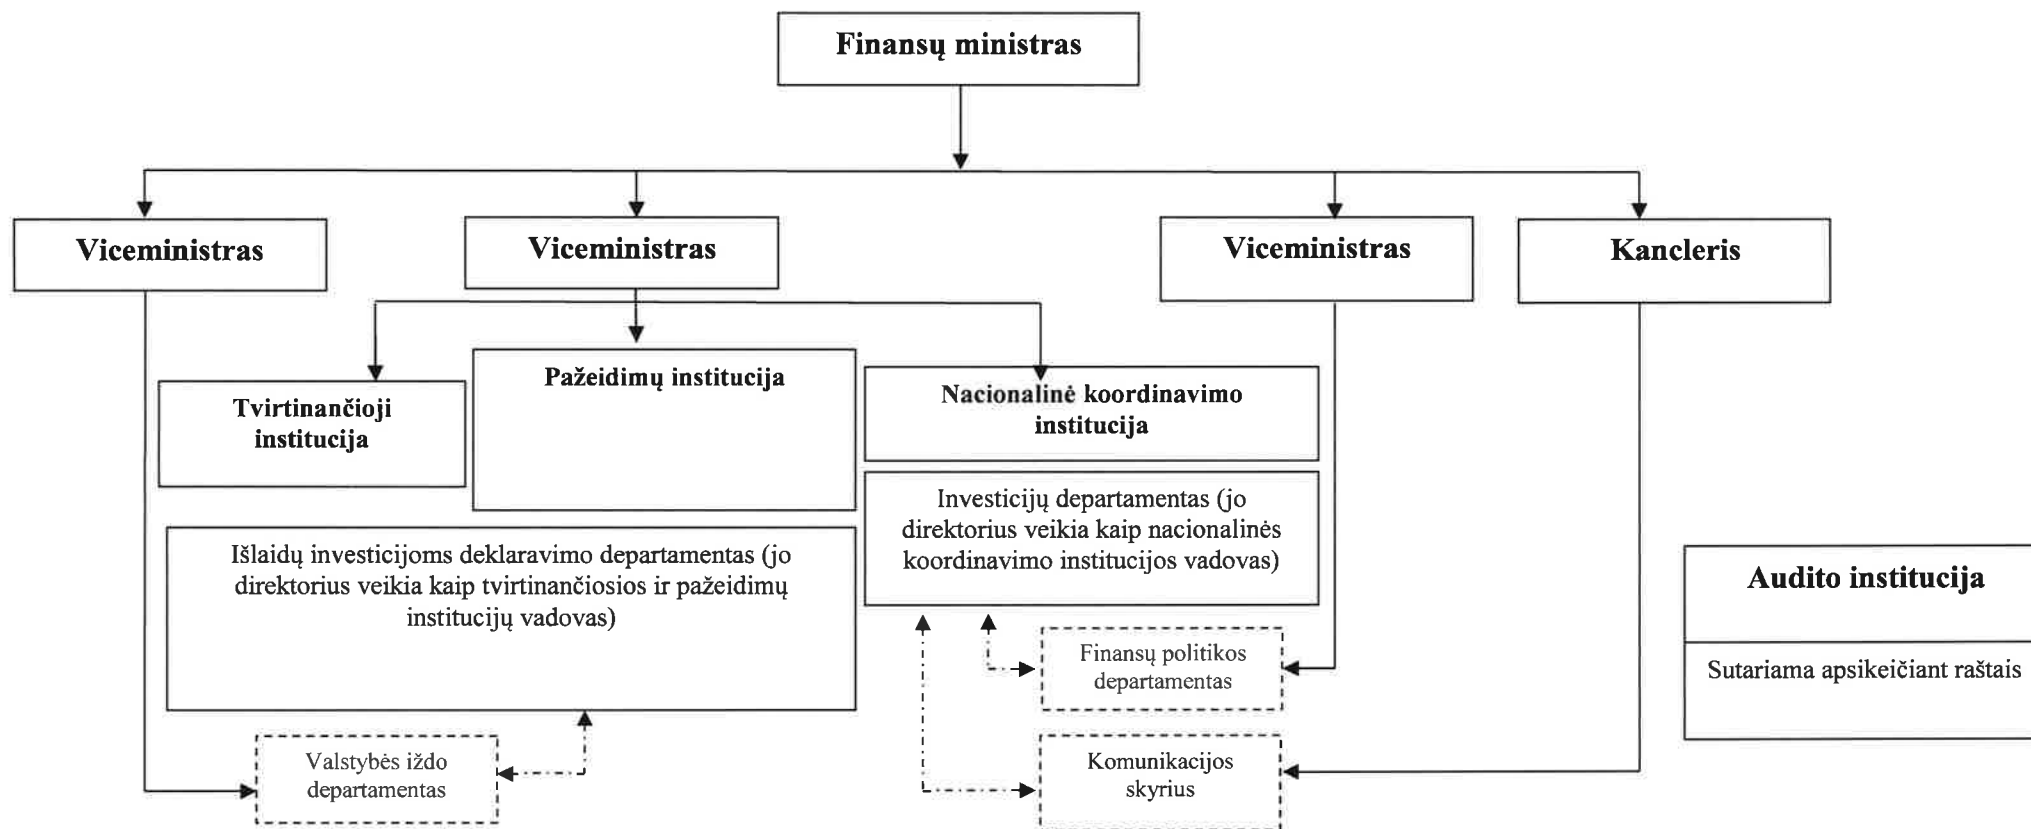 Finansų ministras
Viceministras
Viceministras
Viceministras
Kancleris
Tvirtinančioji
institucija
Pažeidimų institucija
Nacionalinė koordinavimo
institucija
Investicijų departamentas (jo
direktorius veikia kaip nacionalinės
koordinavimo institucijos vadovas)
Išlaidų investicijoms deklaravimo departamentas (jo
direktorius veikia kaip tvirtinančiosios ir pažeidimų
institucijų vadovas)
Audito institucija
Sutariama apsikeičiant raštais
Finansų politikos
departamentas
Valstybės iždo
departamentas
Komunikacijos
skyrius